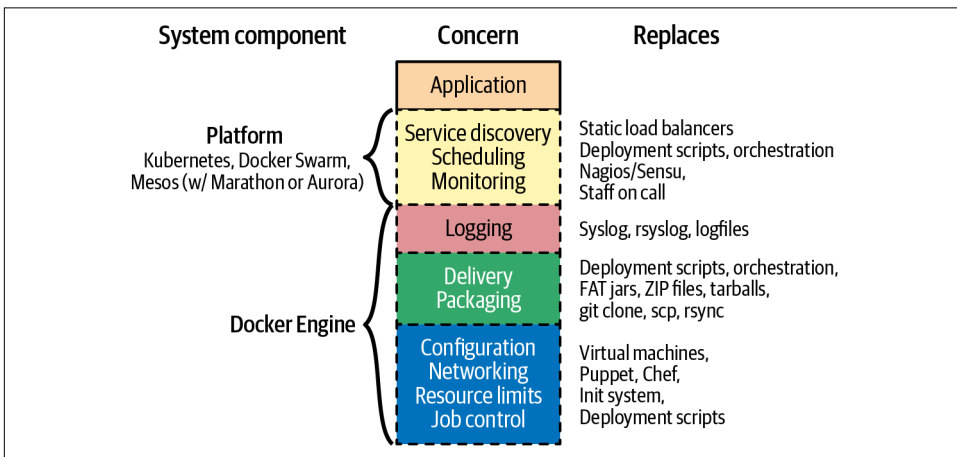 System component
Concern
Replaces
Application
Platform
Kubernetes, Docker Swarm,
Mesos (w/ Marathon or Aurora)
Service discovery
Scheduling
Monitoring
Static load balancers
Deployment scripts, orchestration
Nagios/Sensu,
Staff on call
Logging
Syslog, rsyslog, logfiles
Docker Engine
Delivery
Packaging
Deployment scripts, orchestration,
FAT jars, ZIP files, tarballs,
git clone, scp, rsync
Configuration
Networking
Resource limits
Job control
Virtual machines,
Puppet, Chef,
Init system,
Deployment scripts